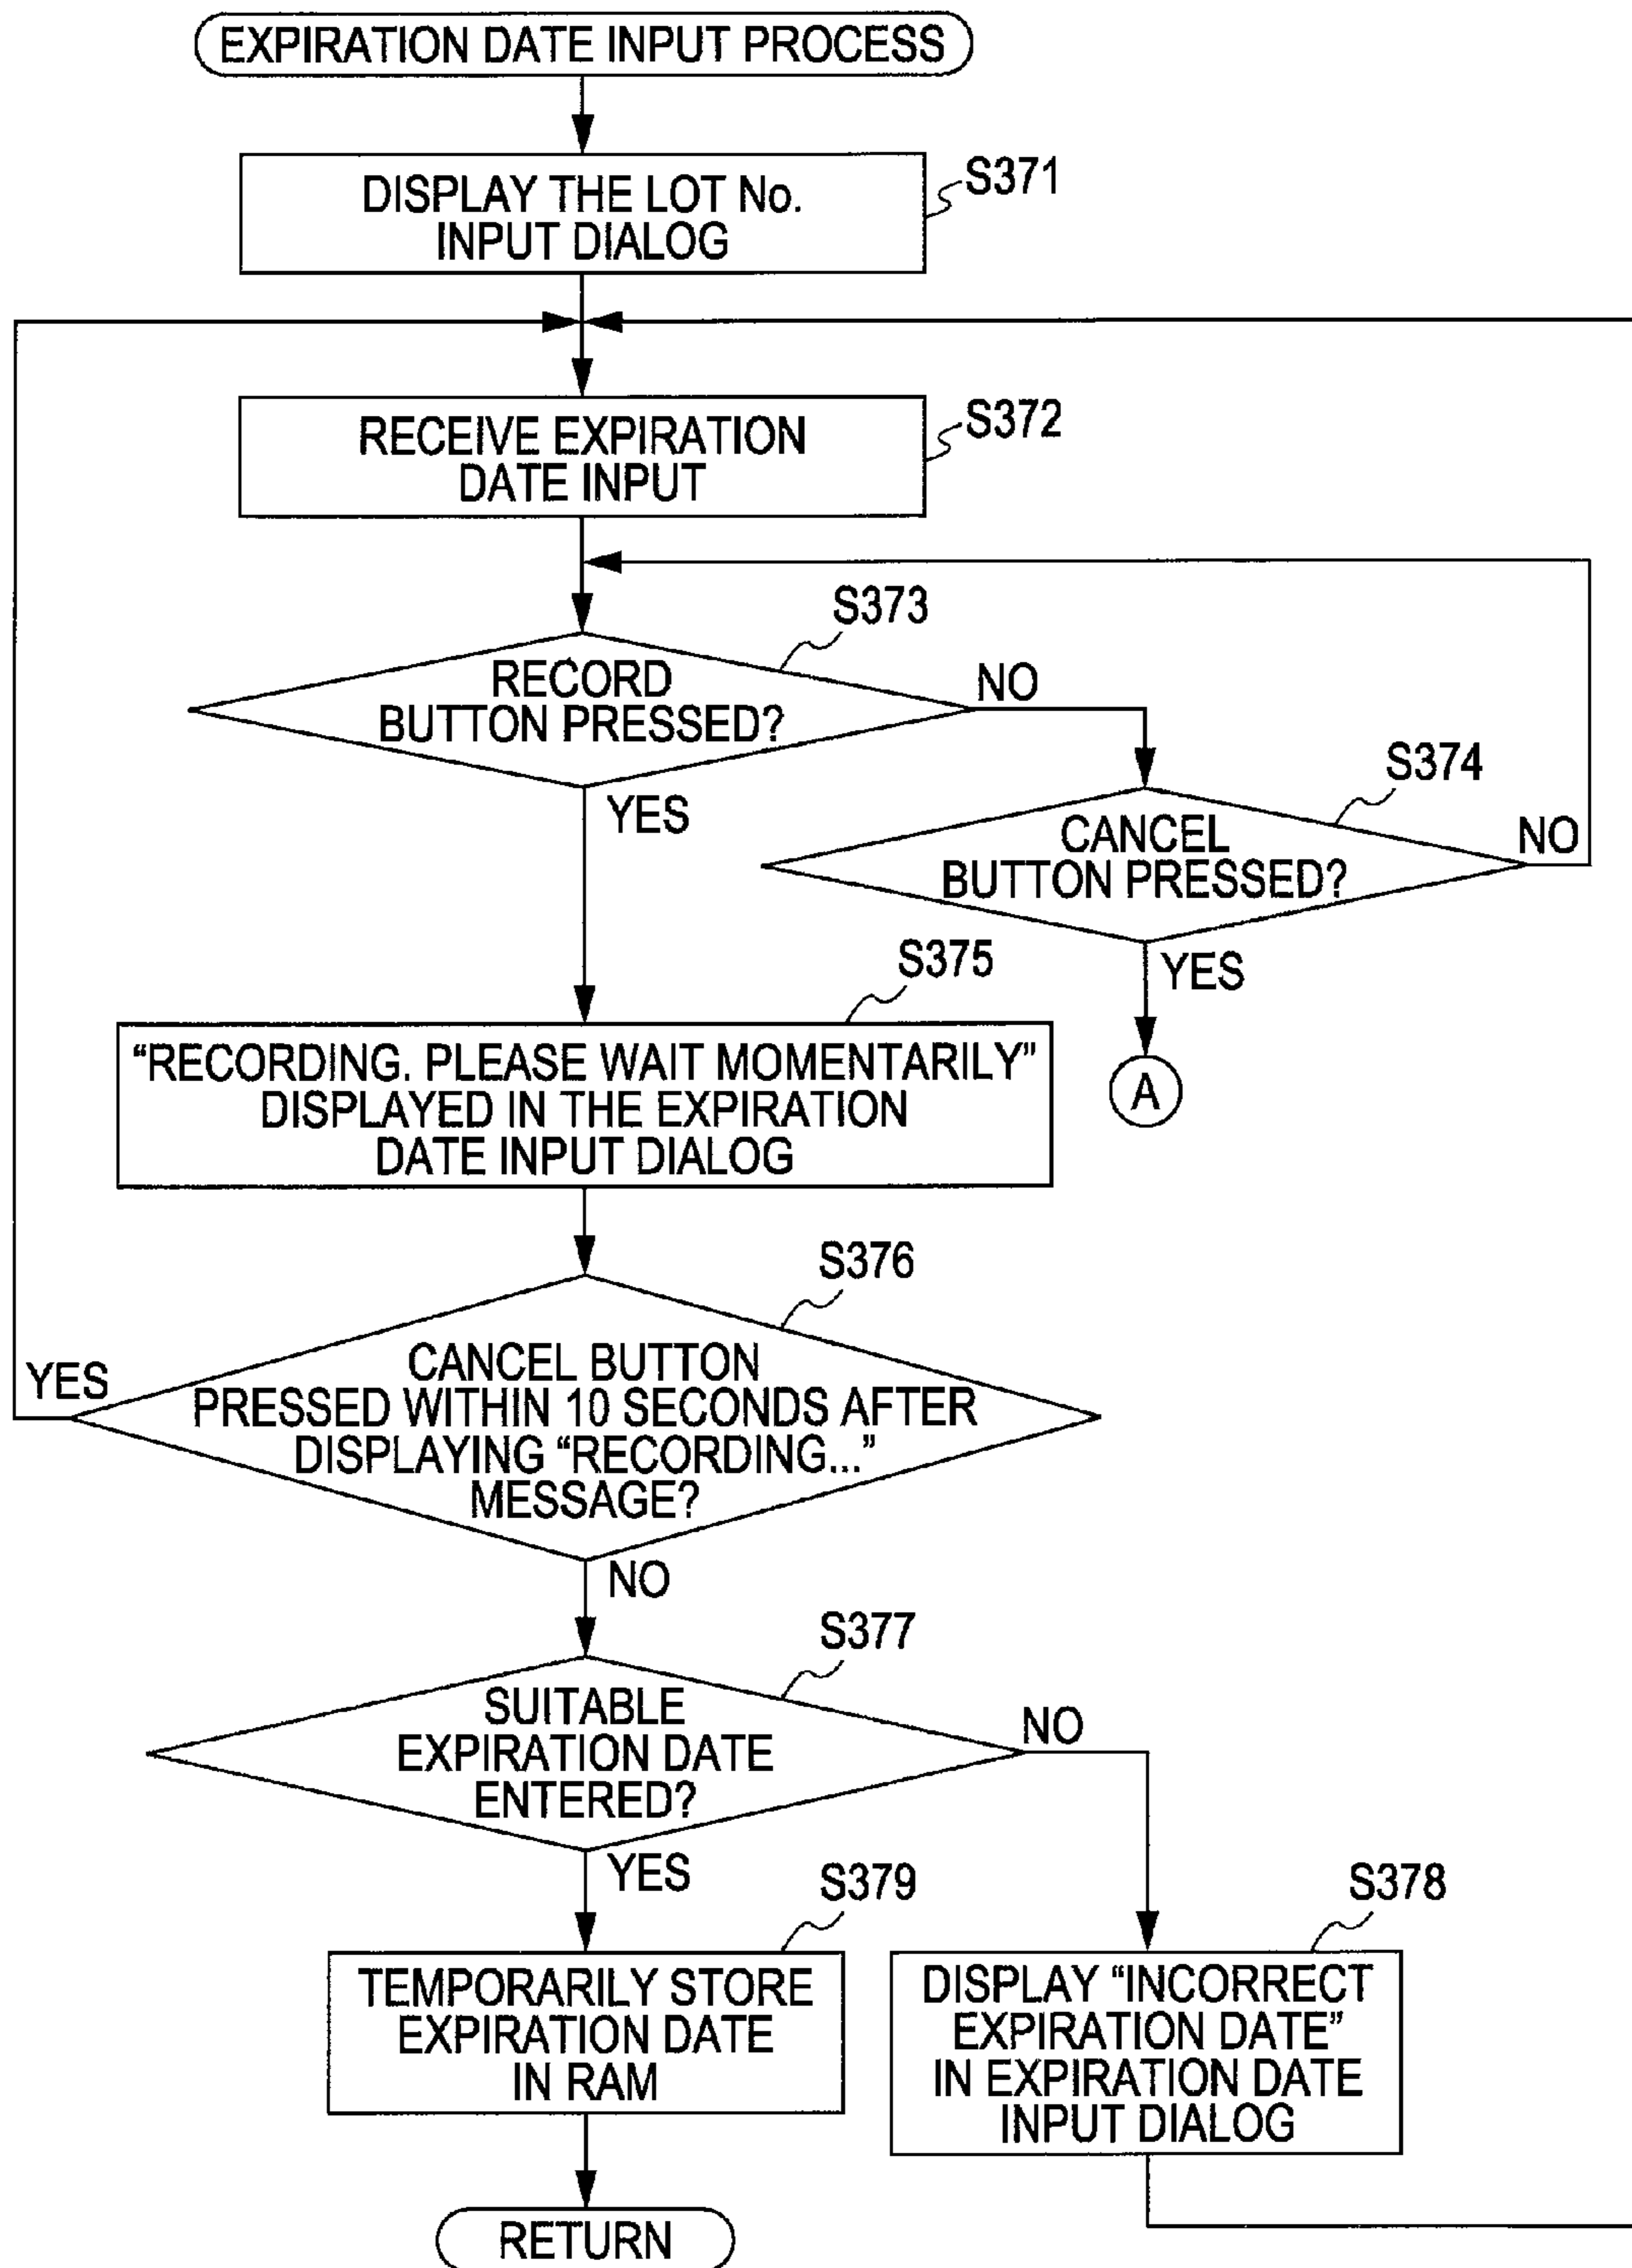 EXPIRATION DATE INPUT PROCESS
S371
DISPLAY THE LOT No.
INPUT DIALOG
S372
RECEIVE EXPIRATION
DATE INPUT
S373
RECORD
BUTTON PRESSED?
NO
YES
S374
CANCEL
BUTTON PRESSED?
NO
YES
A
S375
“RECORDING. PLEASE WAIT MOMENTARILY”
DISPLAYED IN THE EXPIRATION
DATE INPUT DIALOG
S376
CANCEL BUTTON
PRESSED WITHIN 10 SECONDS AFTER
DISPLAYING “RECORDING...”
MESSAGE?
YES
NO
S377
SUITABLE
EXPIRATION DATE
ENTERED?
NO
YES
S379
TEMPORARILY STORE
EXPIRATION DATE
IN RAM
S378
DISPLAY “INCORRECT
EXPIRATION DATE”
IN EXPIRATION DATE
INPUT DIALOG
RETURN